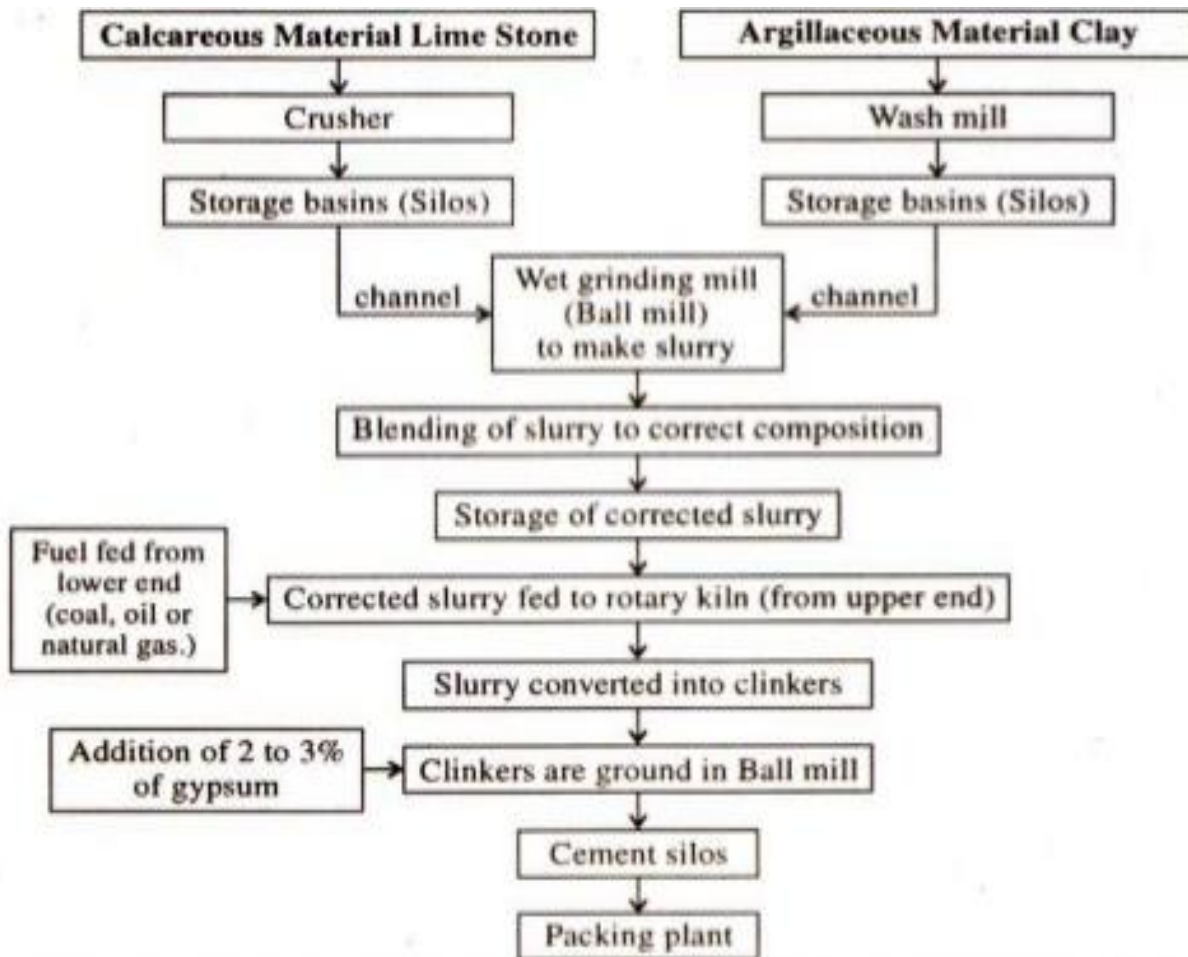 Calcareous Material Lime Stone
Argillaceous Material Clay
Crusher
Wash mill
Storage basins (Silos)
Storage basins (Silos)
channel
Wet grinding mill
(Ball mill)
to make slurry
channel
Blending of slurry to correct composition
Storage of corrected slurry
Fuel fed from
lower end
(coal, oil or
natural gas.)
Corrected slurry fed to rotary kiln (from upper end)
Slurry converted into clinkers
Addition of 2 to 3%
of gypsum
Clinkers are ground in Ball mill
Cement silos
Packing plant